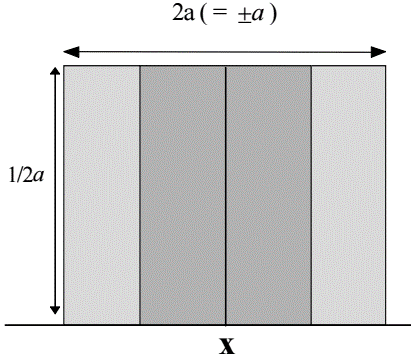 2a ( = ±a )
1/2a
X